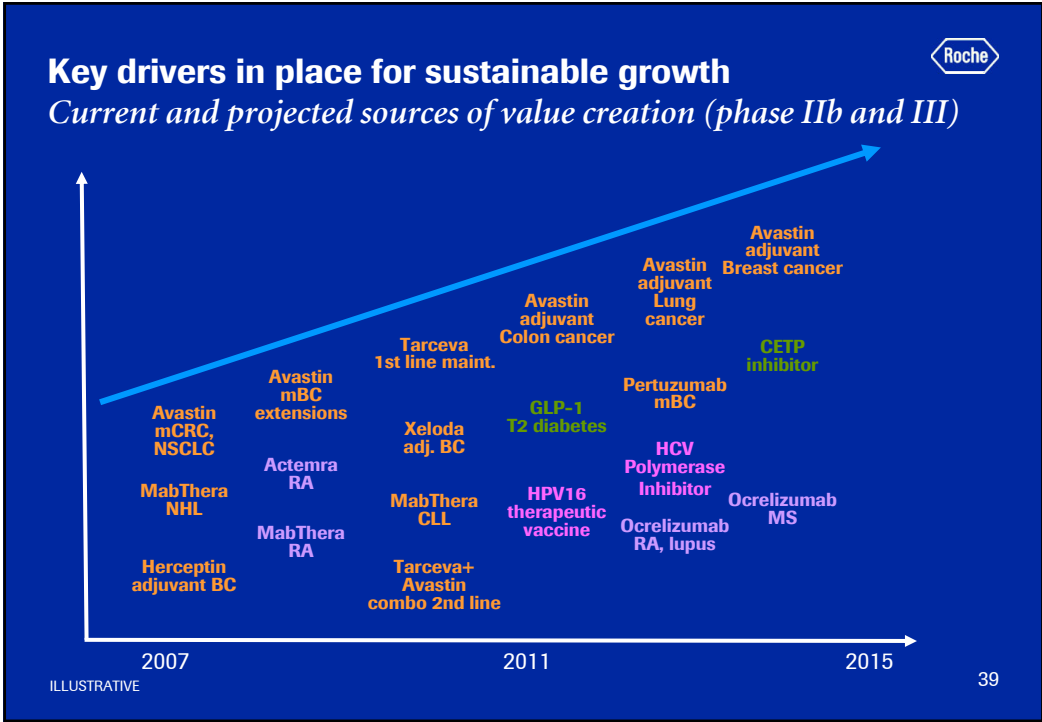 Roche
Key drivers in place for sustainable growth
Current and projected sources of value creation (phase IIb and III)
Avastin
mCRC,
NSCLC
MabThera
NHL
Herceptin
adjuvant BC
Avastin
mBC
extensions
Actemra
RA
MabThera
RA
Tarceva
1st line maint.
Xeloda
adj. BC
MabThera
CLL
Tarceva+
Avastin
combo 2nd line
Avastin
adjuvant
Colon cancer
GLP-1
T2 diabetes
HPV16
therapeutic
vaccine
Avastin
adjuvant
Lung
cancer
Pertuzumab
mBC
HCV
Polymerase
Inhibitor
Ocrelizumab
RA, lupus
Avastin
adjuvant
Breast cancer
CETP
inhibitor
Ocrelizumab
MS
2007
2011
2015
ILLUSTRATIVE
39